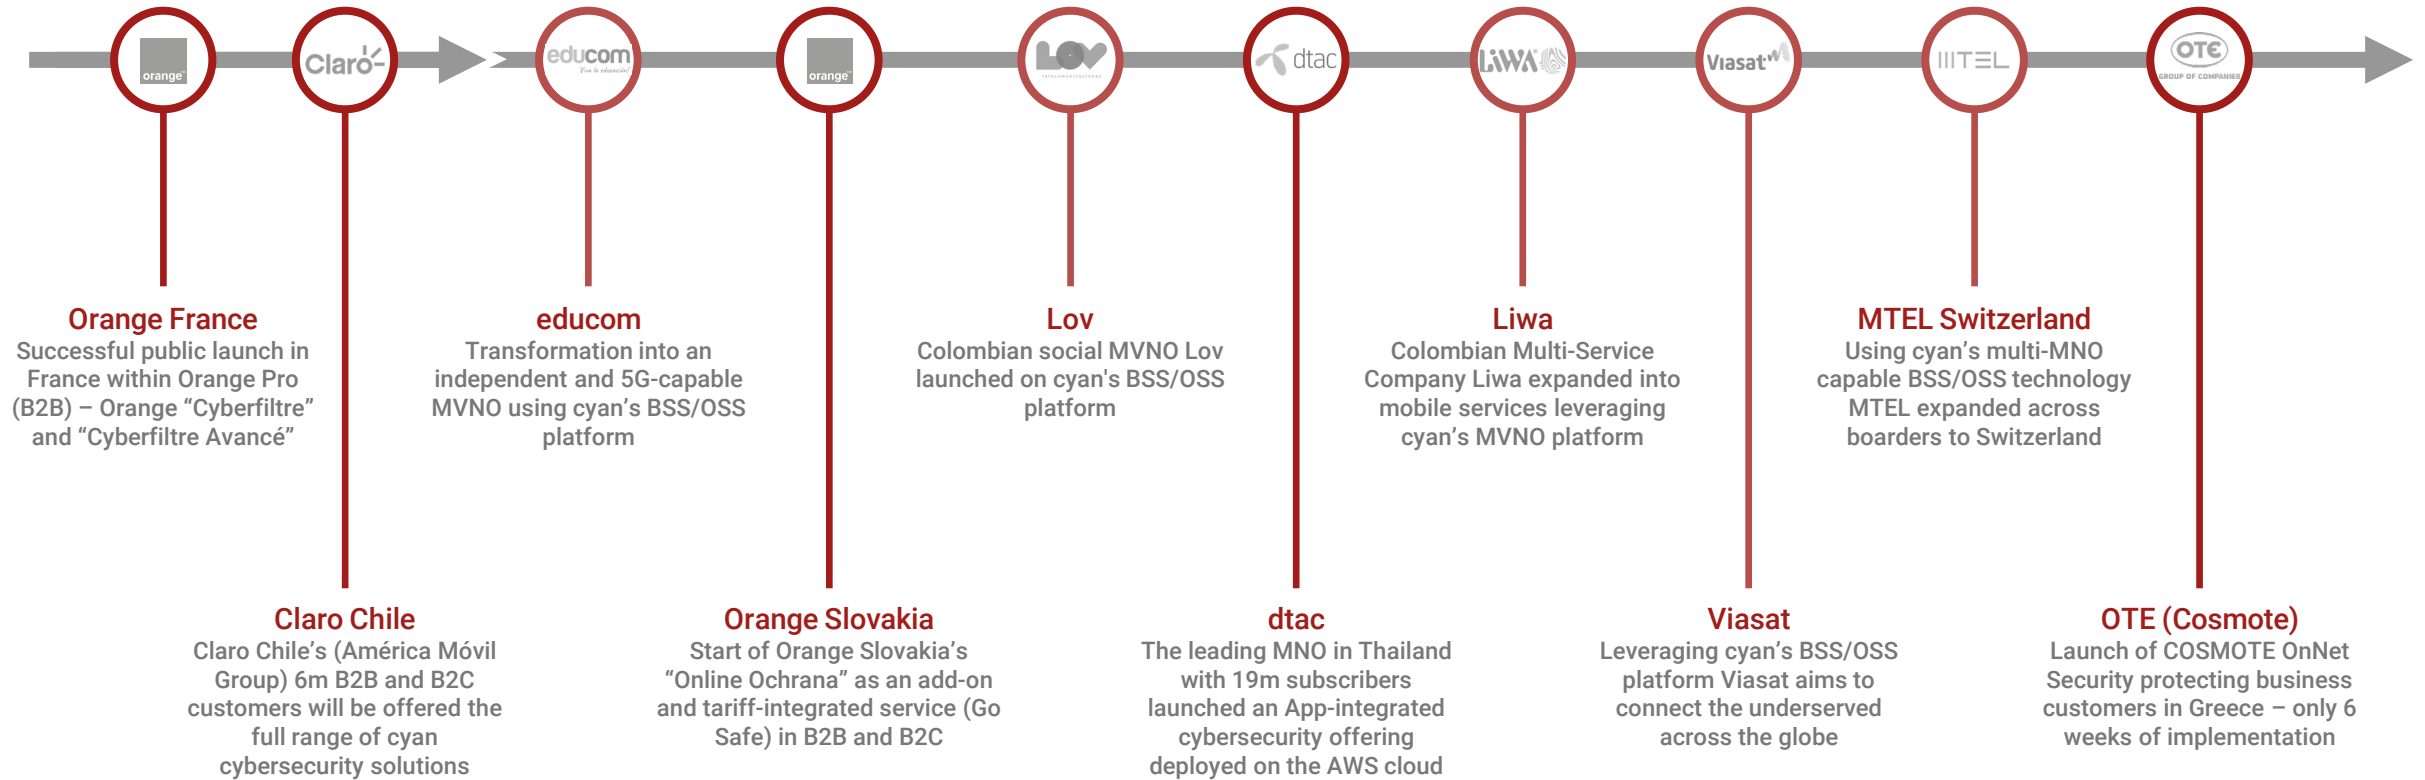 orange™
Claro
educom
Viva la educación!
orange™
LOV
telecomunicaciones
dtac
LiWA
Viasat
MTEL
OTE
GROUP OF COMPANIES
Orange France
Successful public launch in
France within Orange Pro
(B2B) – Orange “Cyberfiltre”
and “Cyberfiltre Avancé”
Claro Chile
Claro Chile’s (América Móvil
Group) 6m B2B and B2C
customers will be offered the
full range of cyan
cybersecurity solutions
educom
Transformation into an
independent and 5G-capable
MVNO using cyan’s BSS/OSS
platform
Orange Slovakia
Start of Orange Slovakia’s
“Online Ochrana” as an add-on
and tariff-integrated service (Go
Safe) in B2B and B2C
Lov
Colombian social MVNO Lov
launched on cyan's BSS/OSS
platform
dtac
The leading MNO in Thailand
with 19m subscribers
launched an App-integrated
cybersecurity offering
deployed on the AWS cloud
Liwa
Colombian Multi-Service
Company Liwa expanded into
mobile services leveraging
cyan’s MVNO platform
Viasat
Leveraging cyan’s BSS/OSS
platform Viasat aims to
connect the underserved
across the globe
MTEL Switzerland
Using cyan’s multi-MNO
capable BSS/OSS technology
MTEL expanded across
boarders to Switzerland
OTE (Cosmote)
Launch of COSMOTE OnNet
Security protecting business
customers in Greece – only 6
weeks of implementation